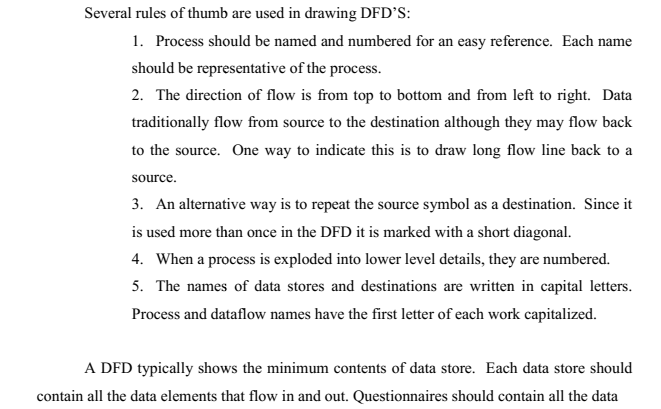 Several rules of thumb are used in drawing DFD'S:
1. Process should be named and numbered for an easy reference. Each name
should be representative of the process.
2. The direction of flow is from top to bottom and from left to right. Data
traditionally flow from source to the destination although they may flow back
to the source. One way to indicate this is to draw long flow line back to a
source.
3. An alternative way is to repeat the source symbol as a destination. Since it
is used more than once in the DFD it is marked with a short diagonal.
4. When a process is exploded into lower level details, they are numbered.
5. The names of data stores and destinations are written in capital letters.
Process and dataflow names have the first letter of each work capitalized.
A DFD typically shows the minimum contents of data store. Each data store should
contain all the data elements that flow in and out. Questionnaires should contain all the data